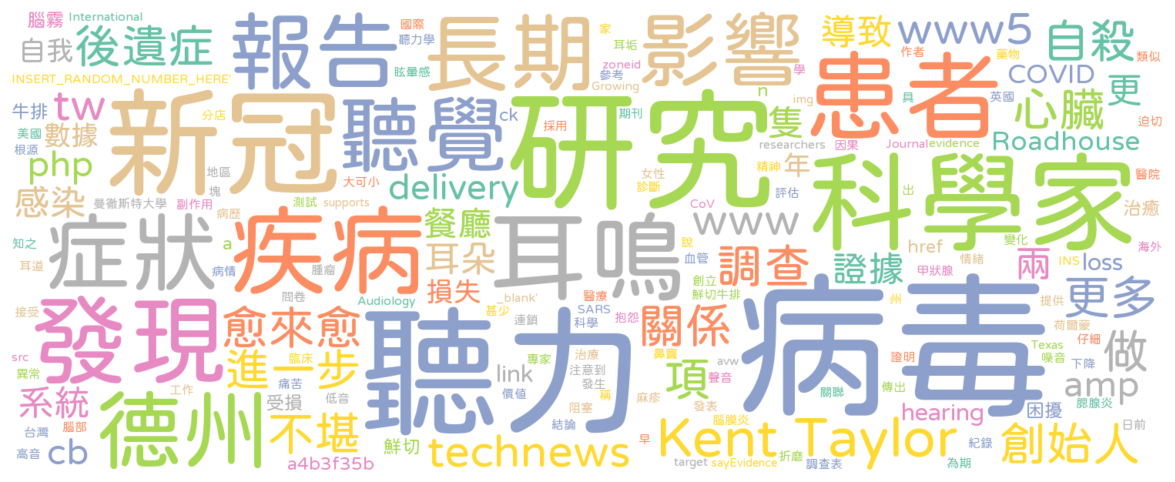 腦霧 International 報告 長期 影響 導致 www5 自殺
自我 後遺症 國際 聽力學 家 耳垢 作者 藥物 類似
INSERT_RANDOM_NUMBER_HERE' 眩暈感 zoneid 參考 Growing 學 COVID 更
牛排 tw 分店 新冠 聽覺 ck 研究 n 隻 患者 具 英國 心臟 迫切
美國 數據 採用 期刊 img
根源 php 地區 researchers 因果 Journal evidence Roadhouse
塊 大可小 delivery 診斷 女性 精神 年 科學家 出 醫院
感染 曼徹斯特大學 副作用 測試 supports CoV 評估 治癒
知之 症狀 病歷 疾病 餐廳 耳鳴 www 說 href 變化 海外
耳道 病情 腫瘤 a 耳朵 血管 調查 證據 情緒 兩 INS loss
問卷 損失 _blank' 醫療 創立 鮮切牛排 甲狀腺 更多
接受 發現 愈來愈 Audiology 聽力 甚少 連鎖 SARS 科學 抱怨 關係 病毒 州 提供 荷爾蒙
src 異常 臨床 進一步 專家 治療 鼻竇 證明 Texas 仔細 做
系統 工作 痛苦 link 注意到 發生 聲音 avw 項 噪音 下降 amp
德州 受損 低音 價值 稱 麻疹 發表 關聯 傳出 hearing 腮腺炎
台灣 腦部 不堪 結論 阻塞 腦膜炎 困擾 日前
高音 cb 鮮切 technews 早 Kent Taylor 紀錄 創始人
a4b3f35b target sayEvidence 折磨 調查表 為期